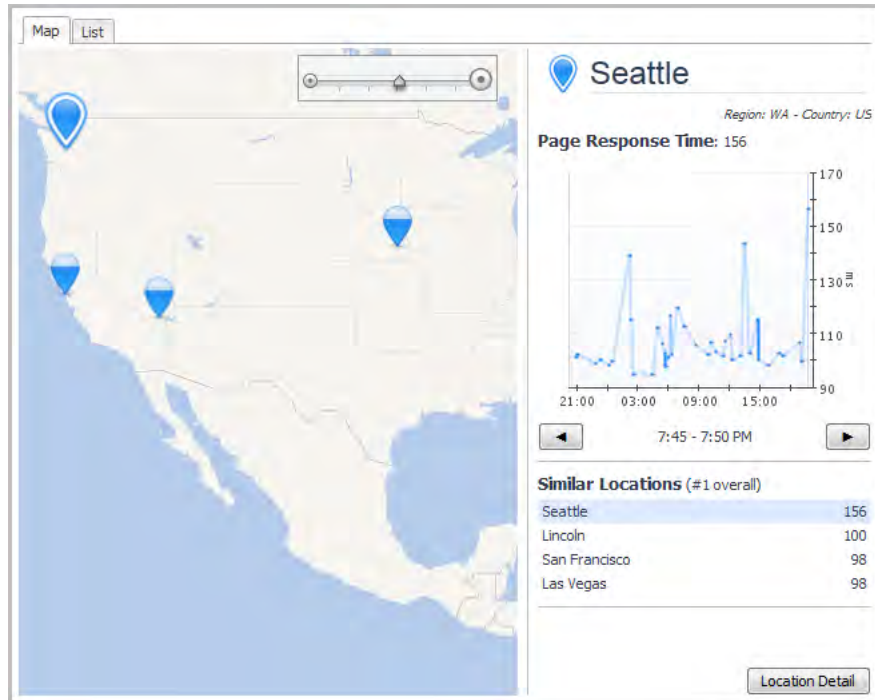 Map List
Seattle
Region: WA - Country: US
Page Response Time: 156
170
150
130
ms
110
90
21:00 03:00 09:00 15:00
7:45 - 7:50 PM
Similar Locations (#1 overall)
Seattle 156
Lincoln 100
San Francisco 98
Las Vegas 98
Location Detail